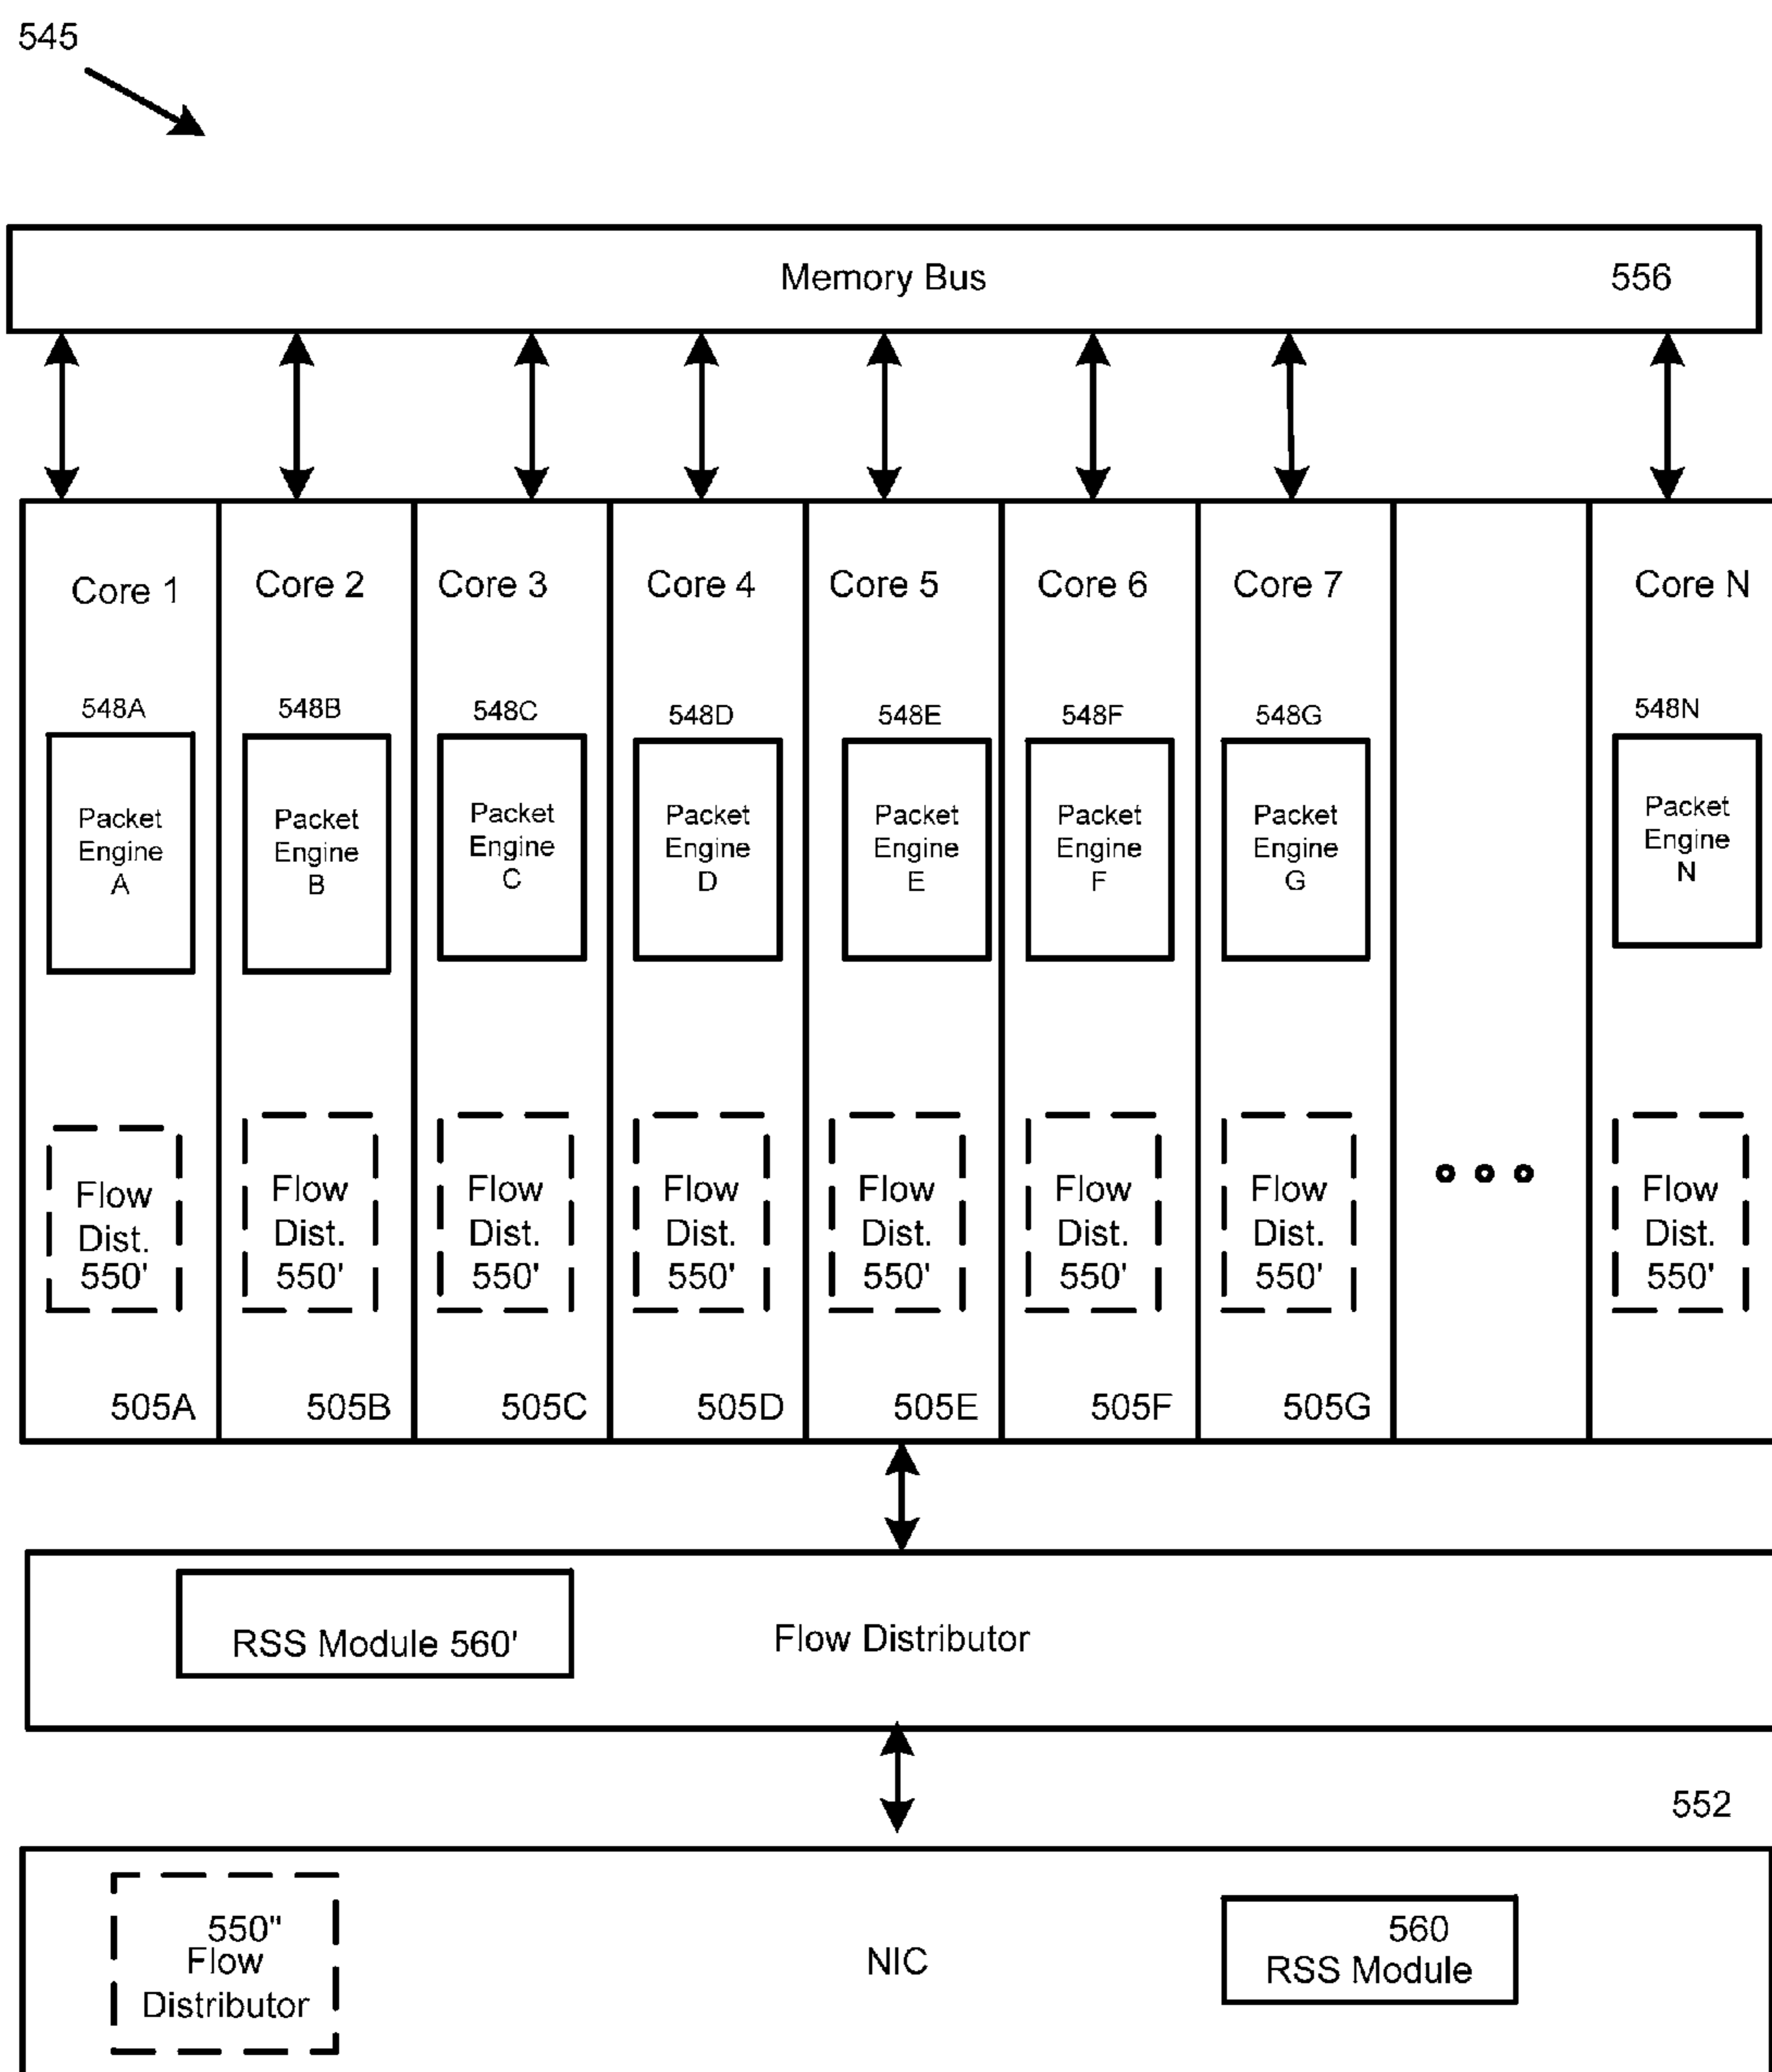 545
Memory Bus 556
Core 1 Core 2 Core 3 Core 4 Core 5 Core 6 Core 7 Core N
548A 548B 548C 548D 548E 548F 548G 548N
Packet
Engine
A
Packet
Engine
B
Packet
Engine
C
Packet
Engine
D
Packet
Engine
E
Packet
Engine
F
Packet
Engine
G
Packet
Engine
N
Flow
Dist.
550'
Flow
Dist.
550'
Flow
Dist.
550'
Flow
Dist.
550'
Flow
Dist.
550'
Flow
Dist.
550'
Flow
Dist.
550'
Flow
Dist.
550'
505A 505B 505C 505D 505E 505F 505G
RSS Module 560' Flow Distributor
552
550"
Flow
Distributor
NIC
560
RSS Module